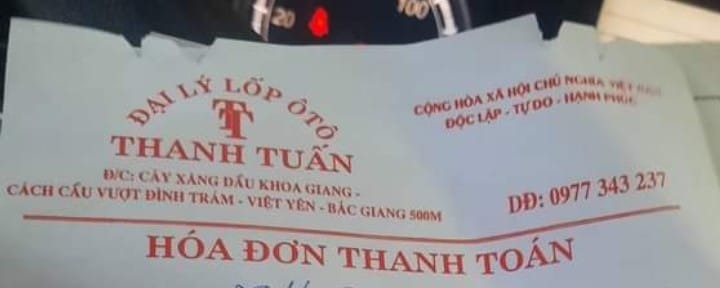 20
100
ĐẠI LÝ LỐP ÔTÔ
TT
THANH TUẤN
Đ/C: CÂY XĂNG DẦU KHOA GIANG -
CÁCH CẦU VƯỢT ĐÌNH TRÁM - VIỆT YÊN - BẮC GIANG 500M
CỘNG HÒA XÃ HỘI CHỦ NGHĨA VIỆT NAM
ĐỘC LẬP - TỰ DO - HẠNH PHÚC
DĐ: 0977 343 237
HÓA ĐƠN THANH TOÁN